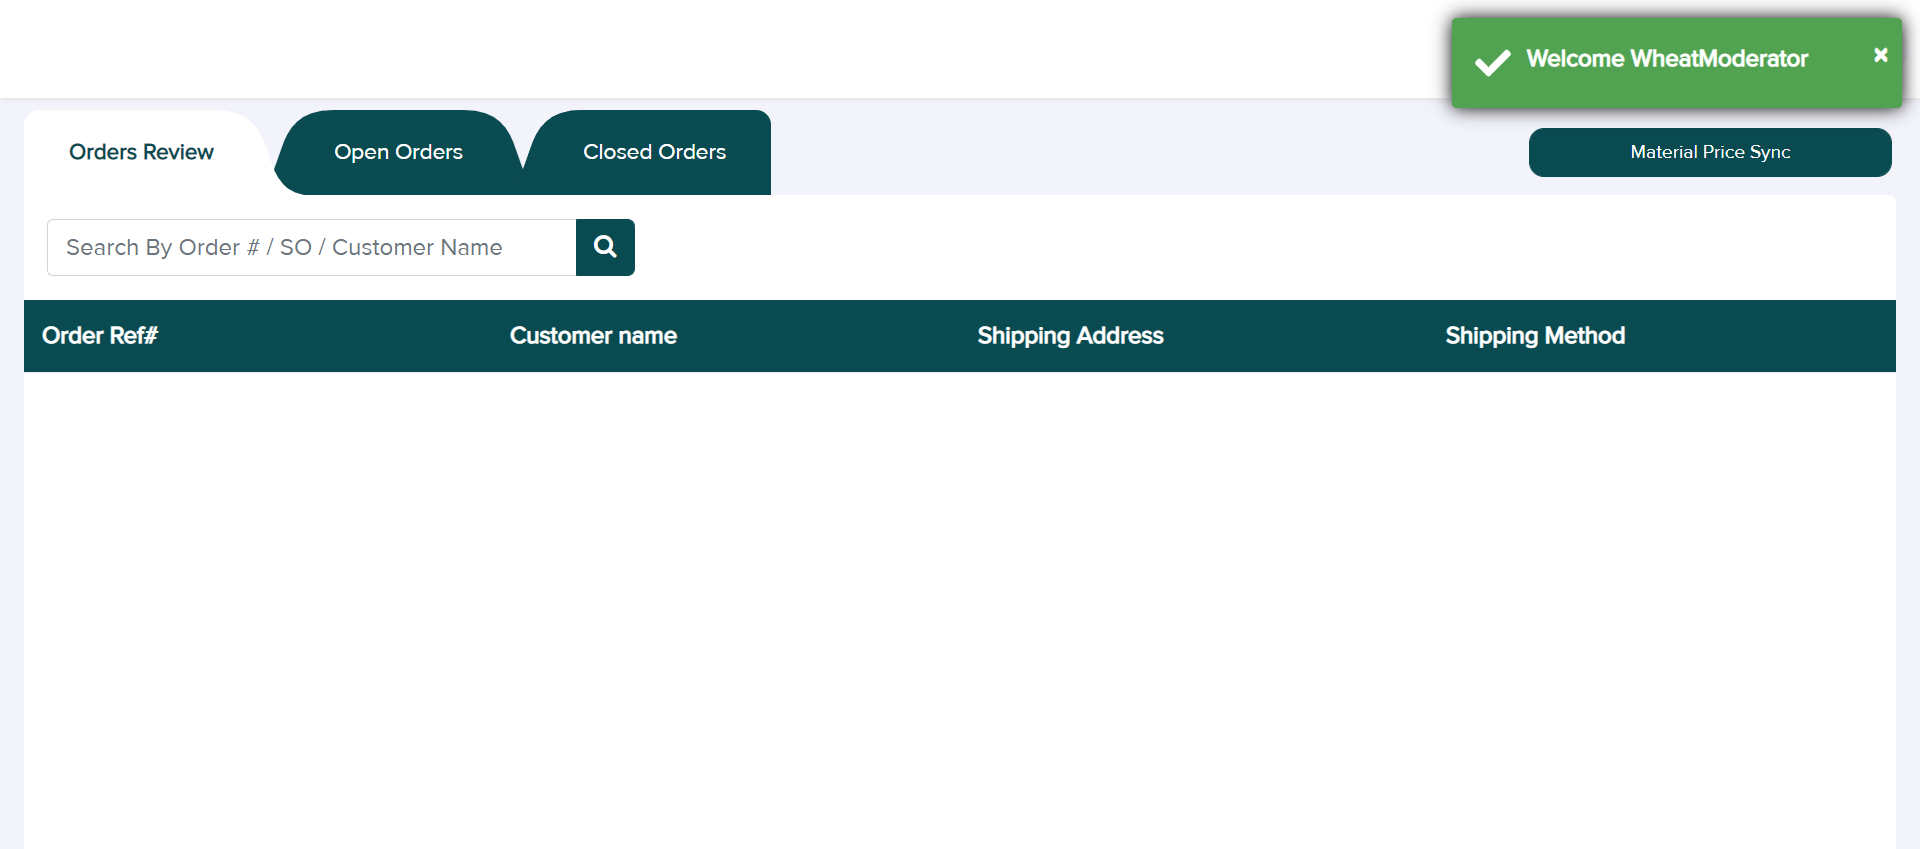 Welcome WheatModerator
×
Orders Review
Open Orders
Closed Orders
Material Price Sync
Search By Order # / SO / Customer Name
Order Ref#
Customer name
Shipping Address
Shipping Method